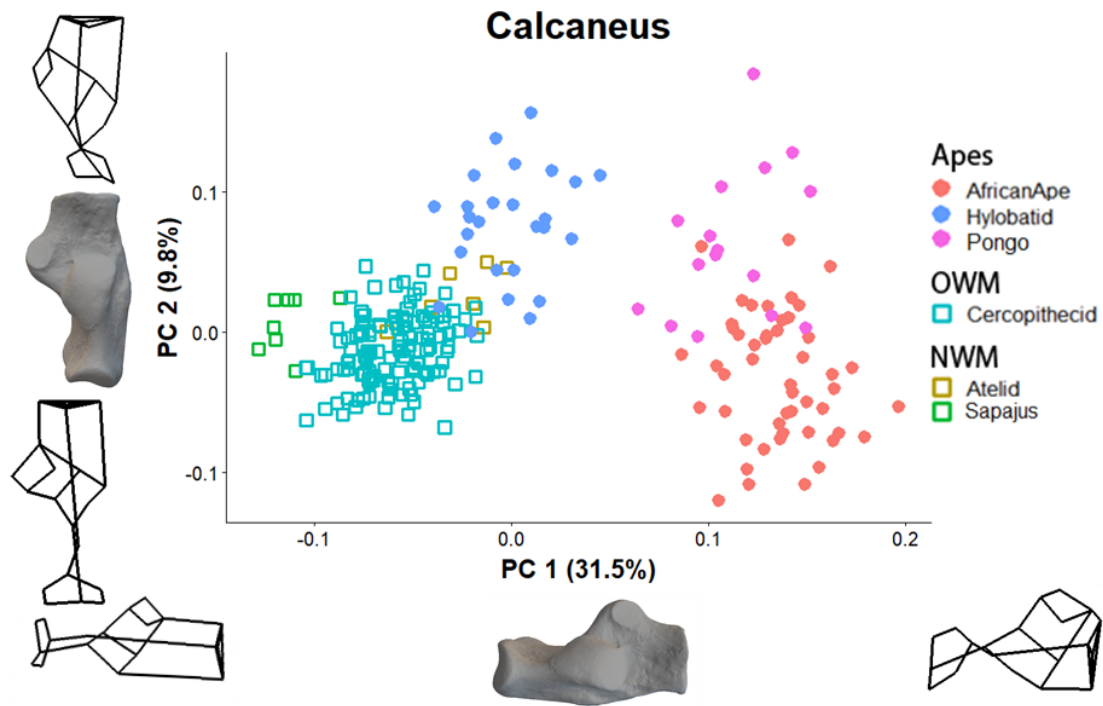 Calcaneus
PC 2 (9.8%)
0.1
0.0
-0.1
-0.1
0.0
0.1
0.2
PC 1 (31.5%)
Apes
AfricanApe
Hylobatid
Pongo
OWM
Cercopithecid
NWM
Atelid
Sapajus